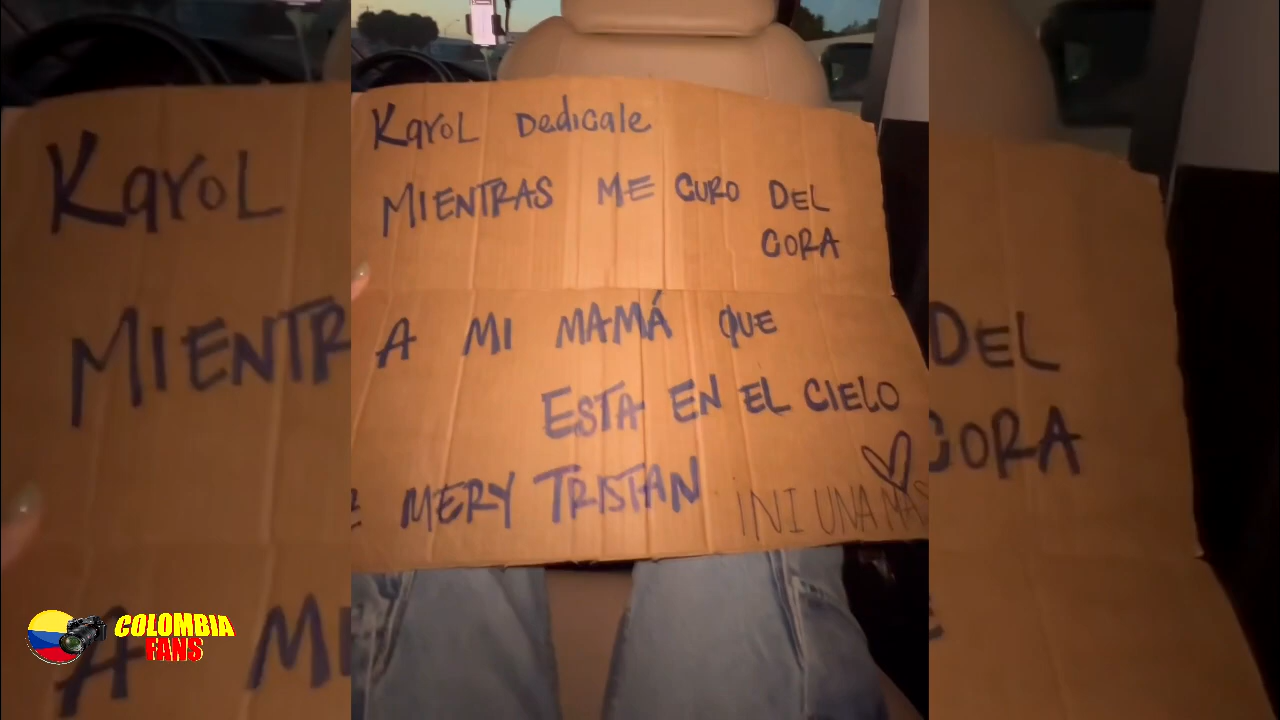 Karol Dedicale
MIENTRAS ME CURO DEL
CORA
A MI MAMÁ QUE
ESTA EN EL CIELO
MERY TRISTAN
¡NI UNA MAS
COLOMBIA
FANS